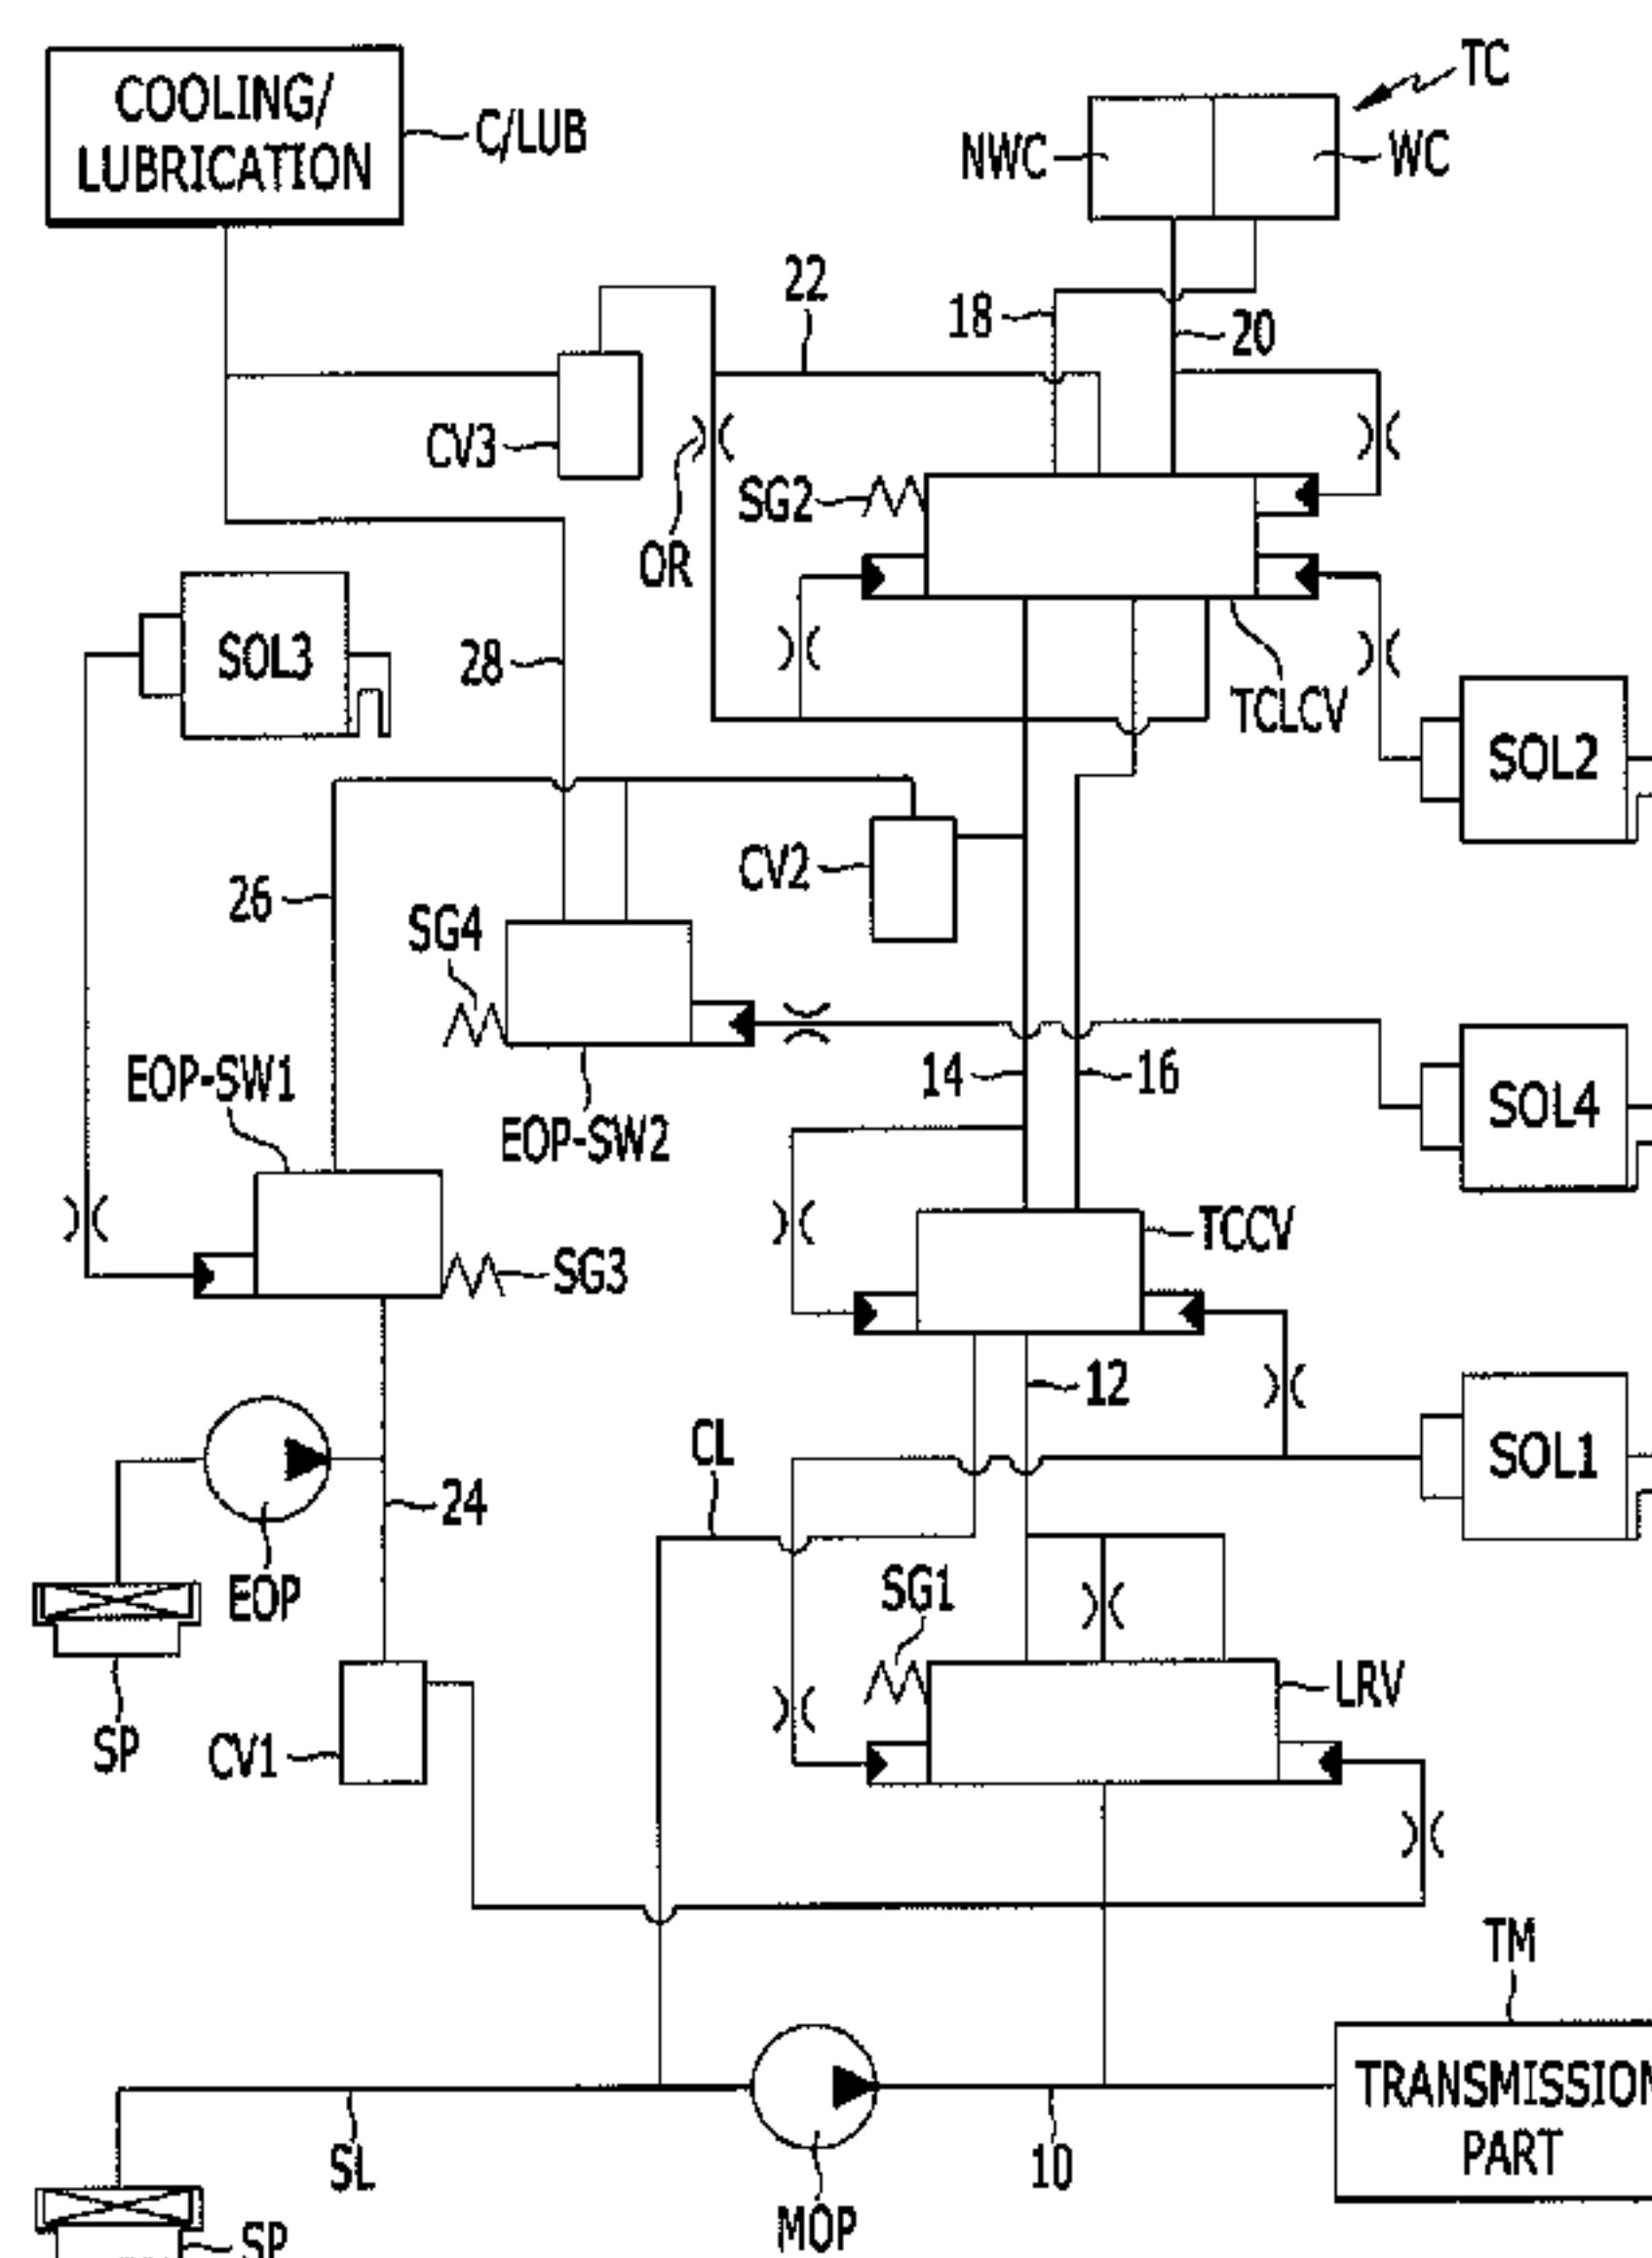 COOLING/
LUBRICATION
C/LUB
TC
NWC
WC
22
18
20
CV3
SG2
OR
SOL3
28
TCLCV
SOL2
CV2
26
SG4
EOP-SW1
14
16
SOL4
EOP-SW2
TCCV
SG3
12
CL
SOL1
24
EOP
SG1
LRV
SP
CV1
TM
TRANSMISSION
PART
SL
10
MOP
SP